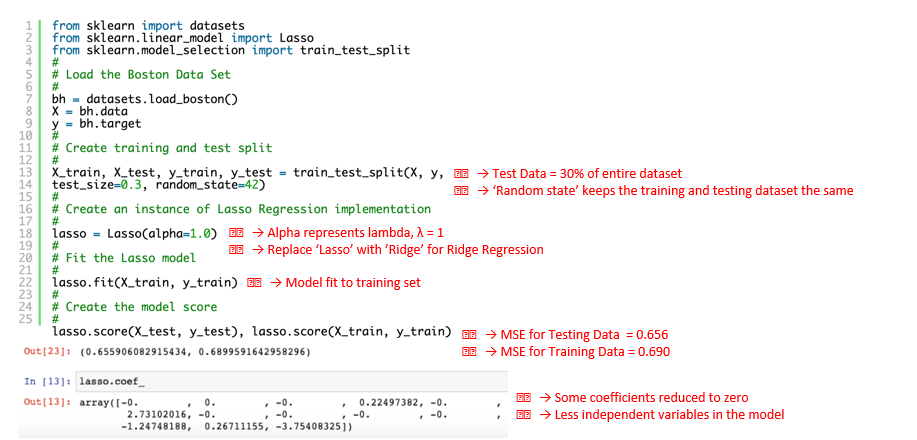 1 from sklearn import datasets
2 from sklearn.linear_model import Lasso
3 from sklearn.model_selection import train_test_split
4 #
5 # Load the Boston Data Set
6 #
7 bh = datasets.load_boston()
8 X = bh.data
9 y = bh.target
10 #
11 # Create training and test split
12 #
13 X_train, X_test, y_train, y_test = train_test_split(X, y, → Test Data = 30% of entire dataset
14 test_size=0.3, random_state=42) → ‘Random state’ keeps the training and testing dataset the same
15 #
16 # Create an instance of Lasso Regression implementation
17 #
18 lasso = Lasso(alpha=1.0) → Alpha represents lambda, λ = 1
19 # → Replace ‘Lasso’ with ’Ridge’ for Ridge Regression
20 # Fit the Lasso model
21 #
22 lasso.fit(X_train, y_train) → Model fit to training set
23 #
24 # Create the model score
25 #
lasso.score(X_test, y_test), lasso.score(X_train, y_train) → MSE for Testing Data = 0.656
Out[23]: (0.655906082915434, 0.6899591642958296) → MSE for Training Data = 0.690
In [13]: lasso.coef_
Out[13]: array([-0. , 0. , -0. , 0.22497382, -0. , → Some coefficients reduced to zero
2.73102016, -0. , -0. , -0. , -0. , → Less independent variables in the model
-1.24748188, 0.26711155, -3.75408325])